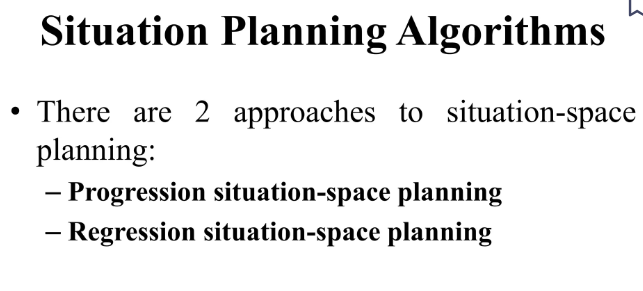 Situation Planning Algorithms
• There are 2 approaches to situation-space
planning:
– Progression situation-space planning
– Regression situation-space planning